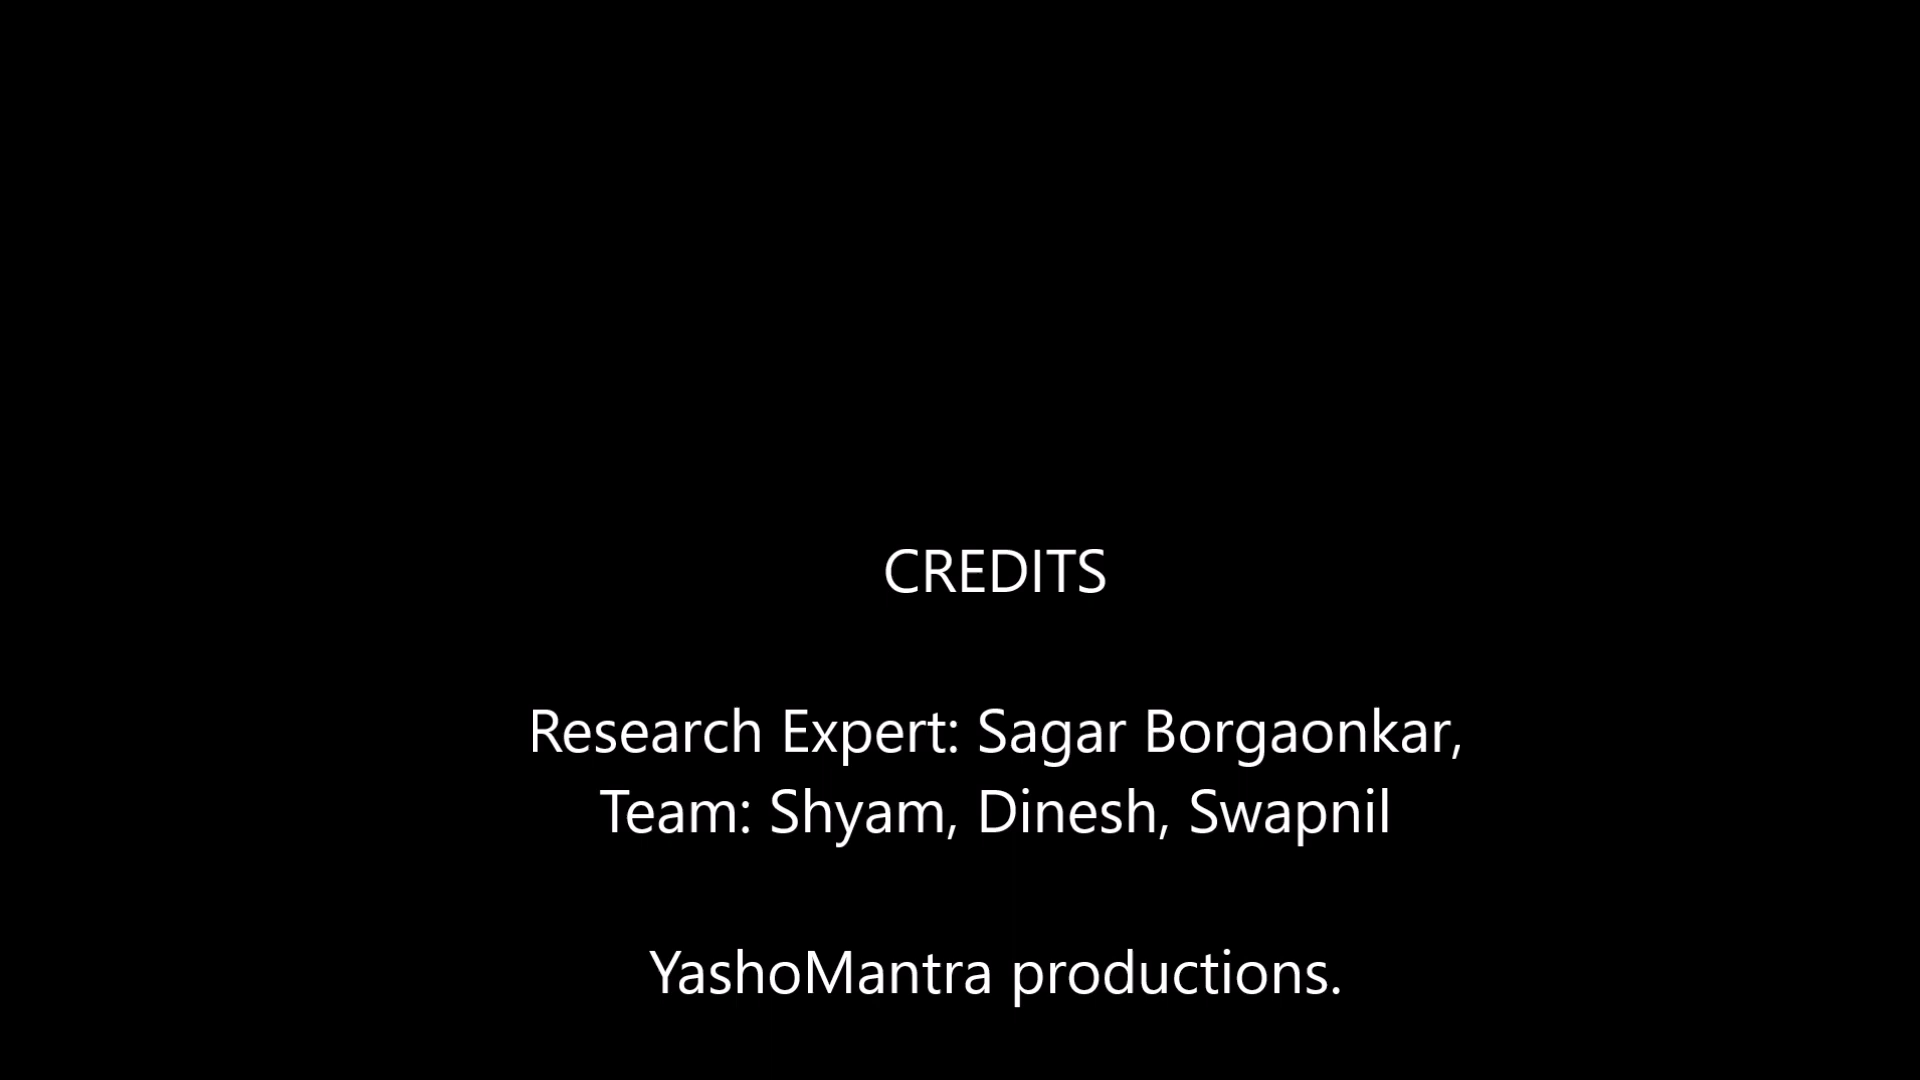 CREDITS
Research Expert: Sagar Borgaonkar,
Team: Shyam, Dinesh, Swapnil
YashoMantra productions.